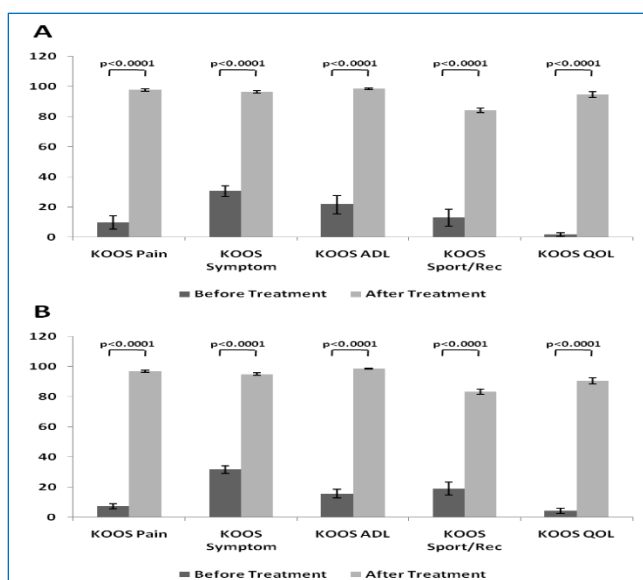 A
120
p<0.0001 p<0.0001 p<0.0001 p<0.0001 p<0.0001
100
80
60
40
20
0
KOOS Pain KOOS Symptom KOOS ADL KOOS Sport/Rec KOOS QOL
Before Treatment After Treatment
B
120
p<0.0001 p<0.0001 p<0.0001 p<0.0001 p<0.0001
100
80
60
40
20
0
KOOS Pain KOOS Symptom KOOS ADL KOOS Sport/Rec KOOS QOL
Before Treatment After Treatment